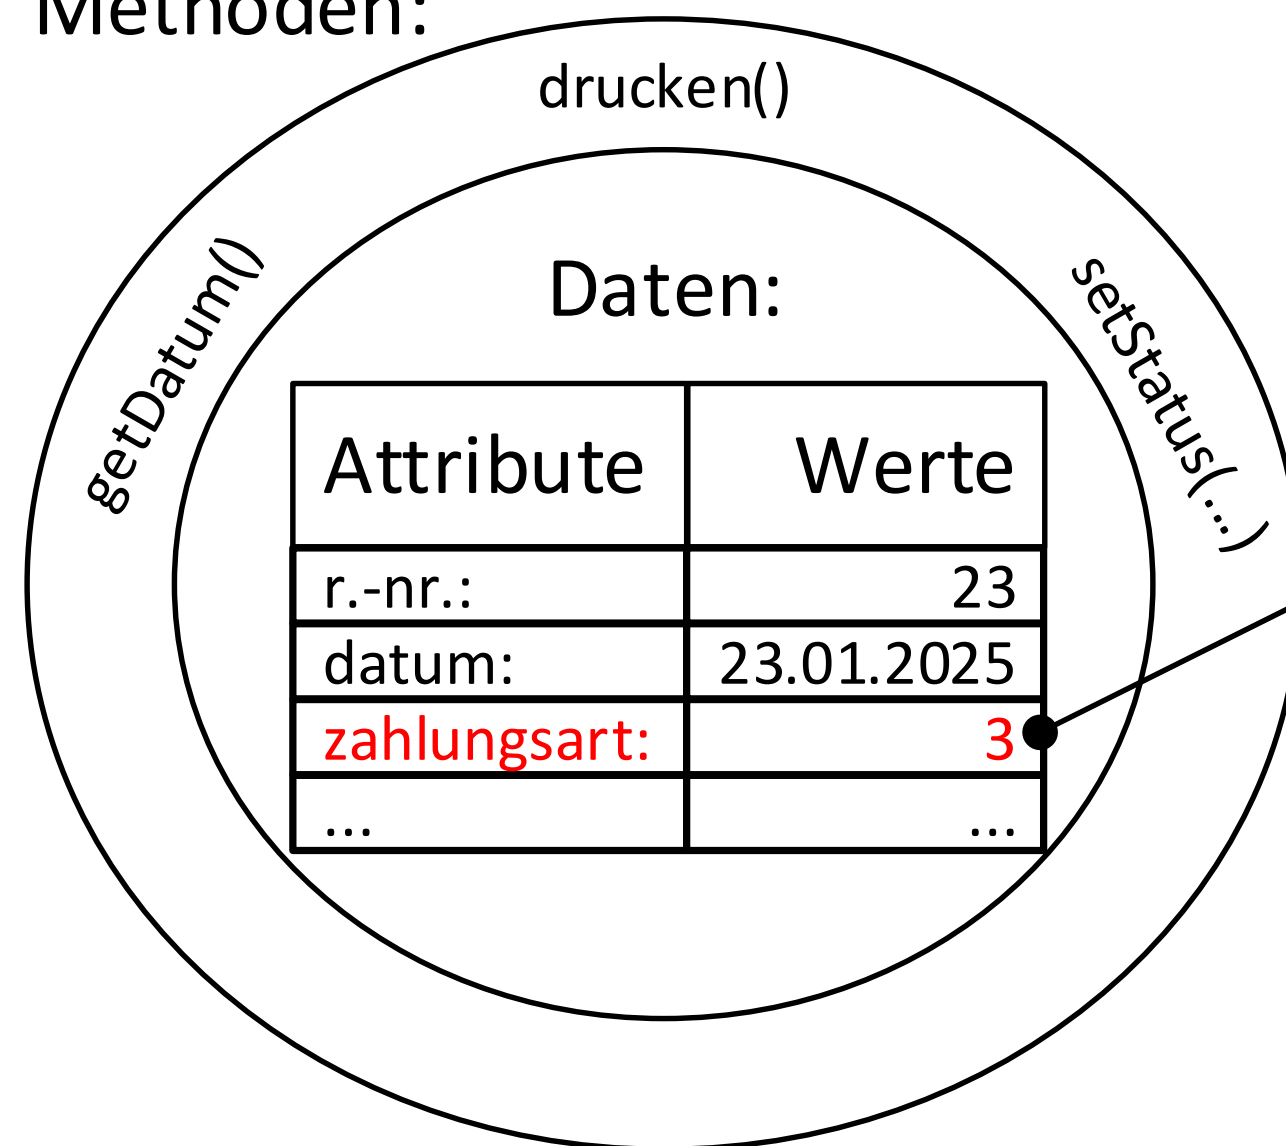 Methoden:
drucken()
getDatum()
setStatus(...)
Daten:
Attribute Werte
r.-nr.: 23
datum: 23.01.2025
zahlungsart: 3
... ...